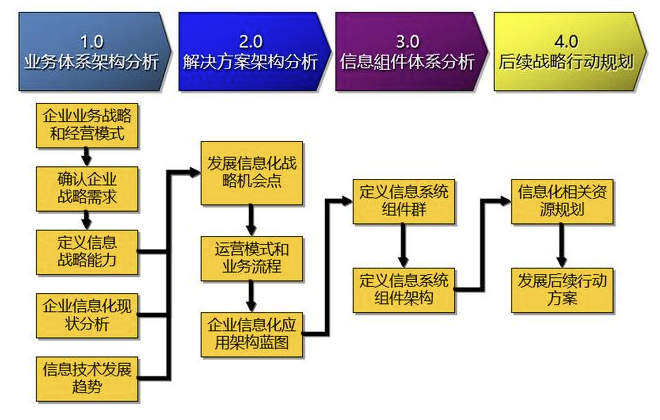 1.0
业务体系架构分析
2.0
解决方案架构分析
3.0
信息組件体系分析
4.0
后续战略行动规划
企业业务战略
和经营模式
确认企业
战略需求
定义信息
战略能力
企业信息化现
状分析
信息技术发展
趋势
发展信息化战
略机会点
运营模式和
业务流程
企业信息化应
用架构蓝图
定义信息系统
组件群
定义信息系统
组件架构
信息化相关资
源规划
发展后续行动
方案